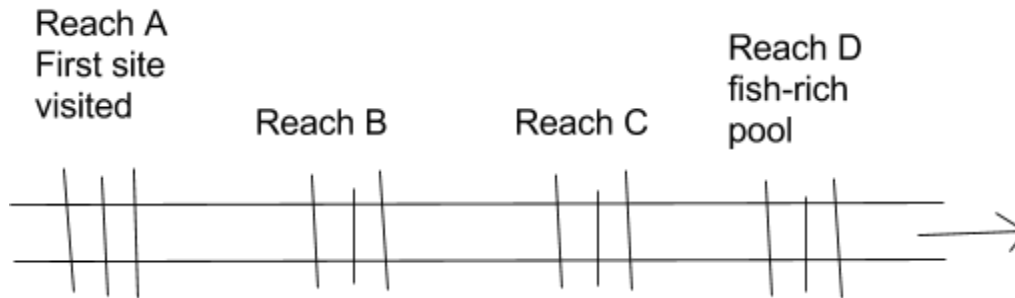 Reach A
First site
visited
Reach B
Reach C
Reach D
fish-rich
pool